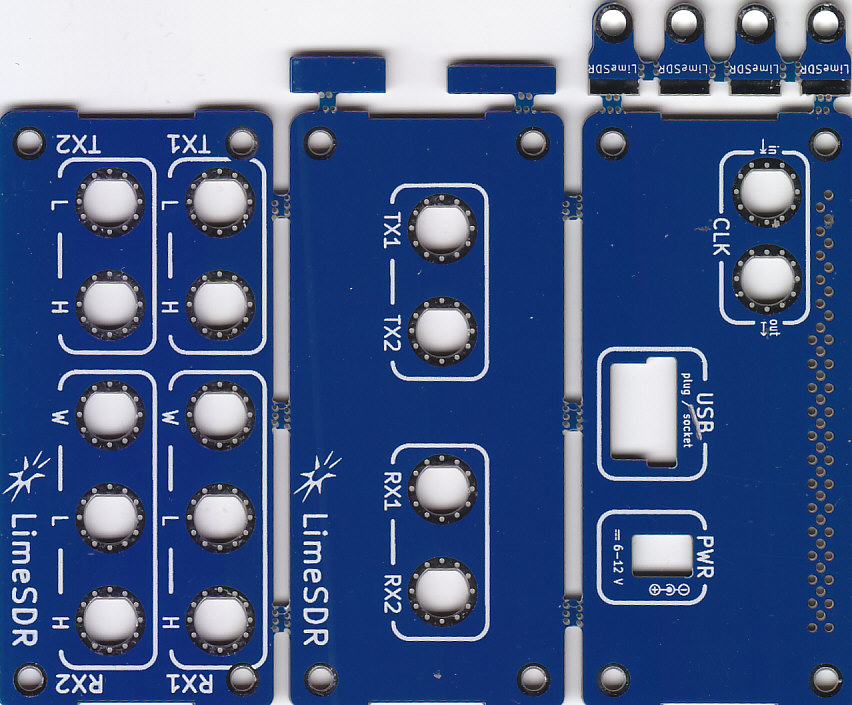 LimeSDR
LimeSDR
LimeSDR
LimeSDR
in
out
CLK
USB
plug / socket
PWR
6-12 V
TX1 TX2
RX1 RX2
LimeSDR
TX1
L H
W L H
RX1
TX2
L H
W L H
RX2
LimeSDR